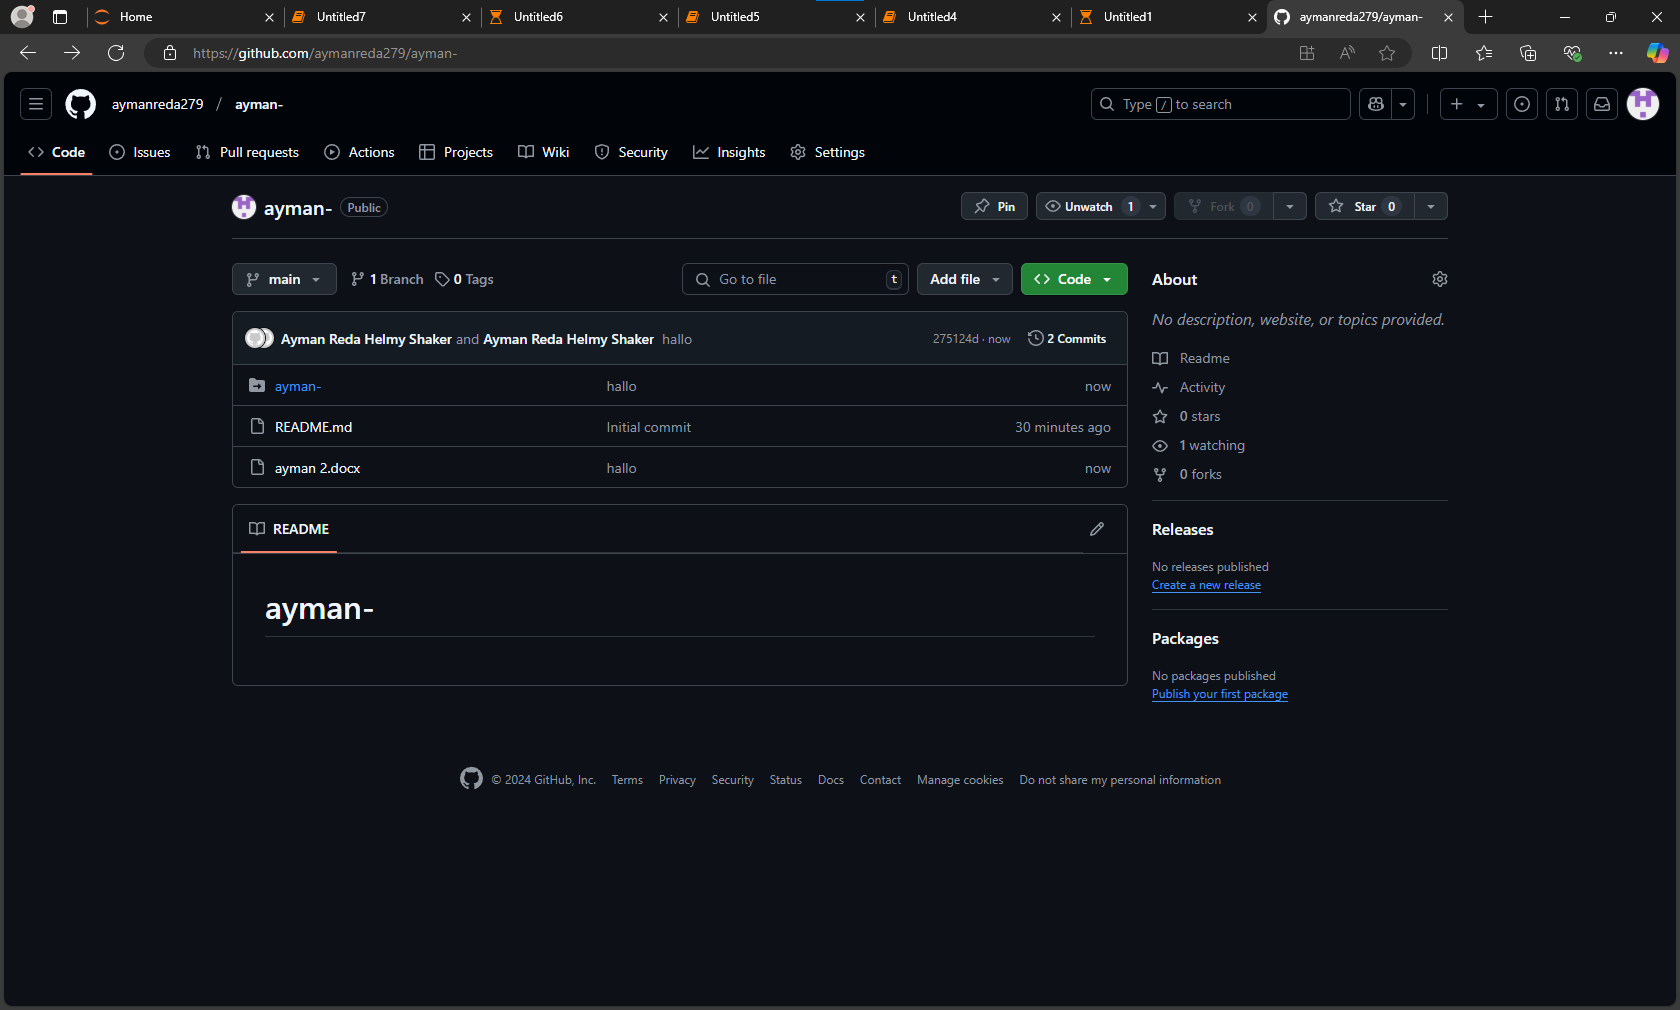 Home
Untitled7
Untitled6
Untitled5
Untitled4
Untitled1
aymanreda279/ayman-
https://github.com/aymanreda279/ayman-
aymanreda279 / ayman-
Type / to search
Code
Issues
Pull requests
Actions
Projects
Wiki
Security
Insights
Settings
ayman- Public
Pin
Unwatch 1
Fork 0
Star 0
main
1 Branch
0 Tags
Go to file t
Add file
Code
Ayman Reda Helmy Shaker and Ayman Reda Helmy Shaker hallo
275124d · now
2 Commits
ayman- hallo now
README.md Initial commit 30 minutes ago
ayman 2.docx hallo now
README
ayman-
About
No description, website, or topics provided.
Readme
Activity
0 stars
1 watching
0 forks
Releases
No releases published
Create a new release
Packages
No packages published
Publish your first package
© 2024 GitHub, Inc. Terms Privacy Security Status Docs Contact Manage cookies Do not share my personal information